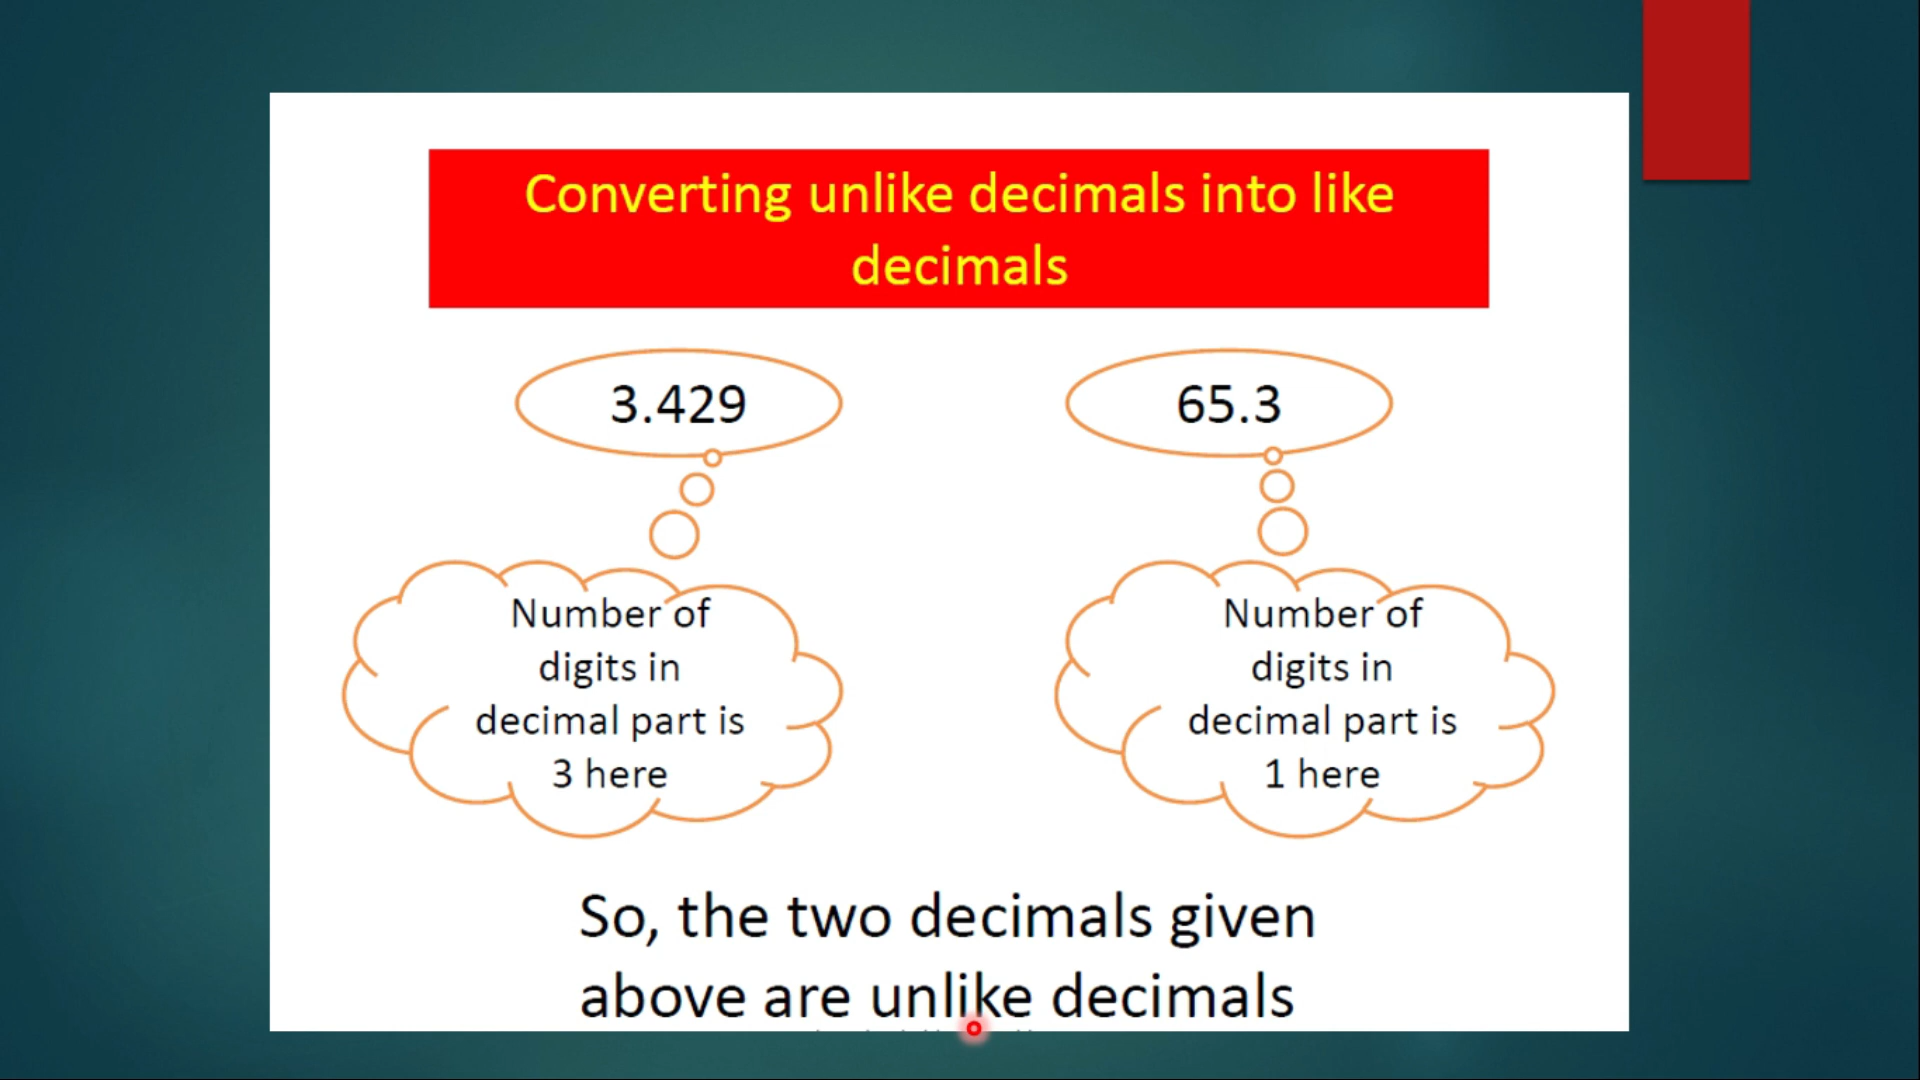 Converting unlike decimals into like
decimals
3.429
65.3
Number of
digits in
decimal part is
3 here
Number of
digits in
decimal part is
1 here
So, the two decimals given
above are unlike decimals